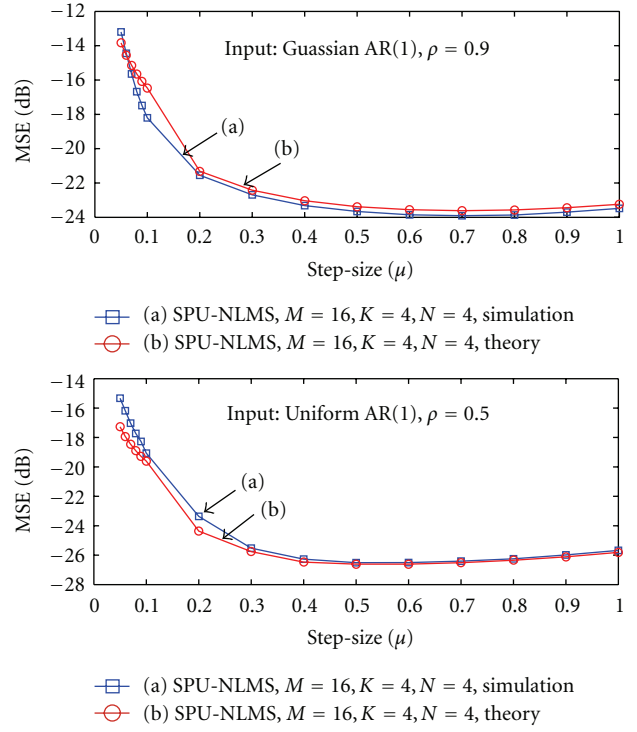 −12
−14
−16
−18
−20
−22
−24
MSE (dB)
Input: Guassian AR(1), ρ = 0.9
(a)
(b)
0 0.1 0.2 0.3 0.4 0.5 0.6 0.7 0.8 0.9 1
Step-size (μ)
(a) SPU-NLMS, M = 16, K = 4, N = 4, simulation
(b) SPU-NLMS, M = 16, K = 4, N = 4, theory
−14
−16
−18
−20
−22
−24
−26
−28
MSE (dB)
Input: Uniform AR(1), ρ = 0.5
(a)
(b)
0 0.1 0.2 0.3 0.4 0.5 0.6 0.7 0.8 0.9 1
Step-size (μ)
(a) SPU-NLMS, M = 16, K = 4, N = 4, simulation
(b) SPU-NLMS, M = 16, K = 4, N = 4, theory